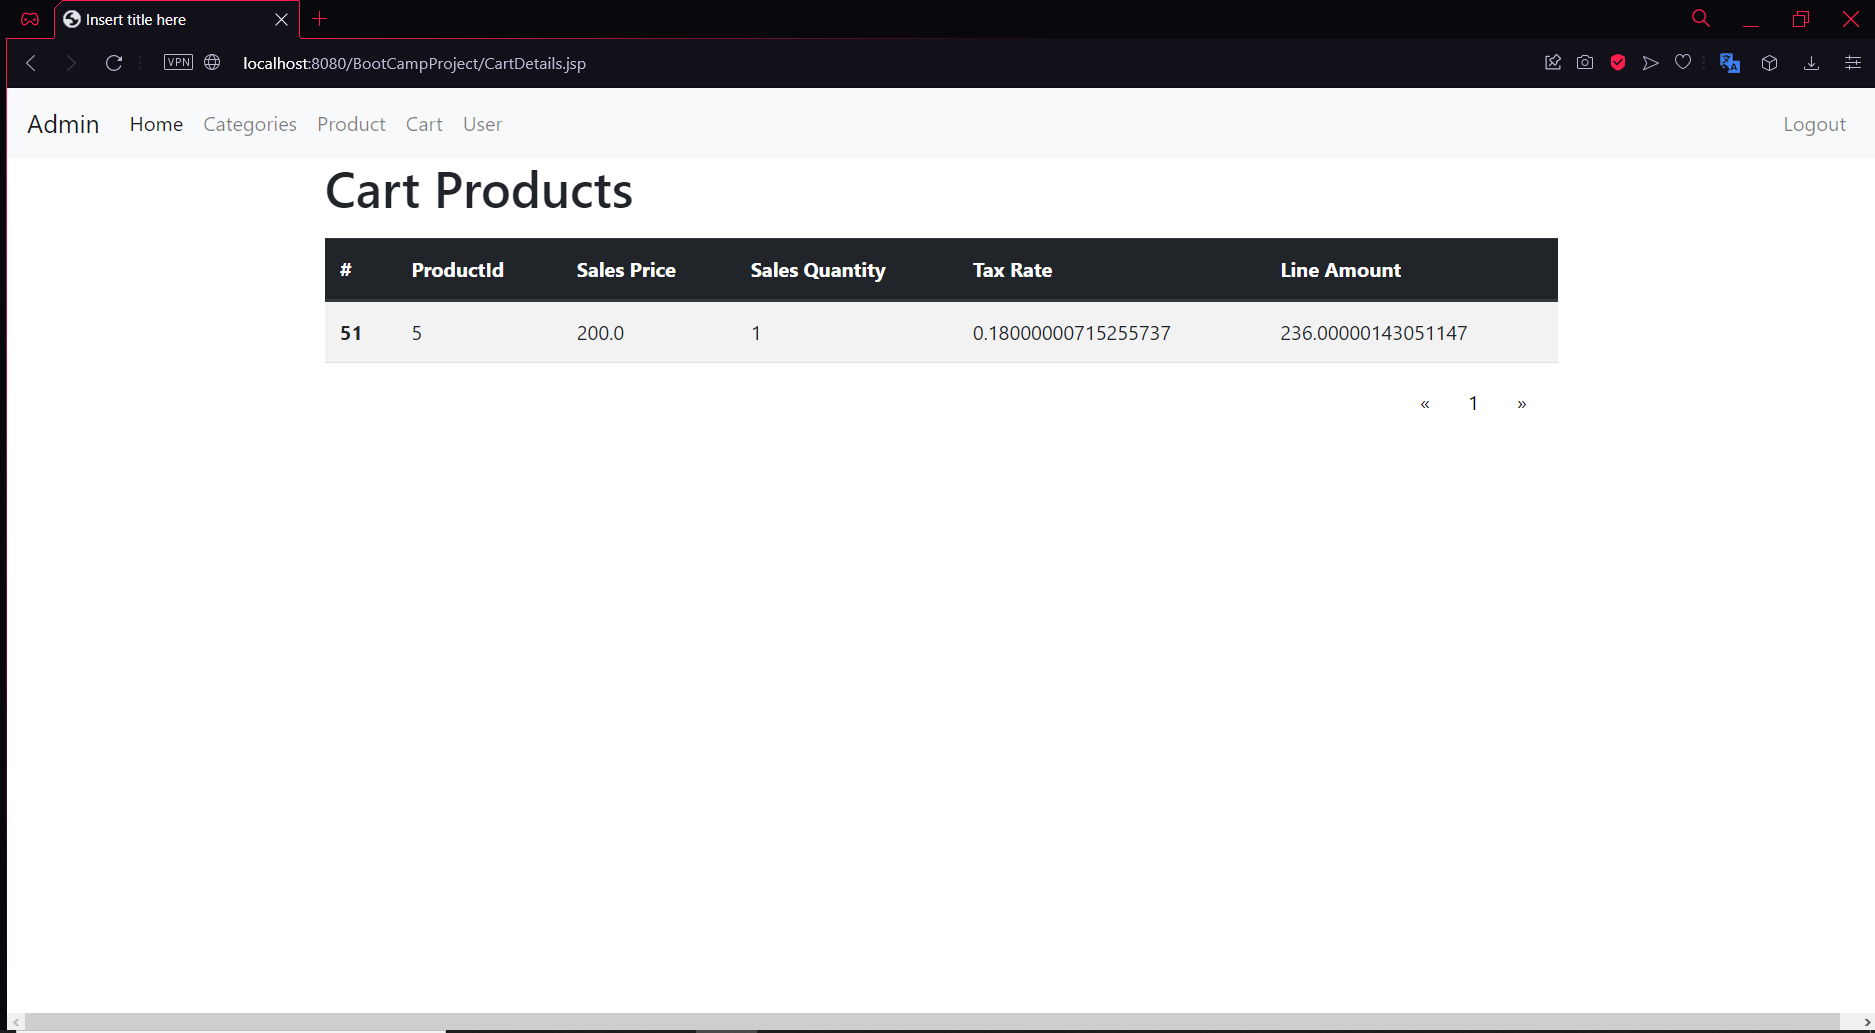 Insert title here
VPN localhost:8080/BootCampProject/CartDetails.jsp
Admin Home Categories Product Cart User Logout
Cart Products
# ProductId Sales Price Sales Quantity Tax Rate Line Amount
51 5 200.0 1 0.18000000715255737 236.00000143051147
« 1 »